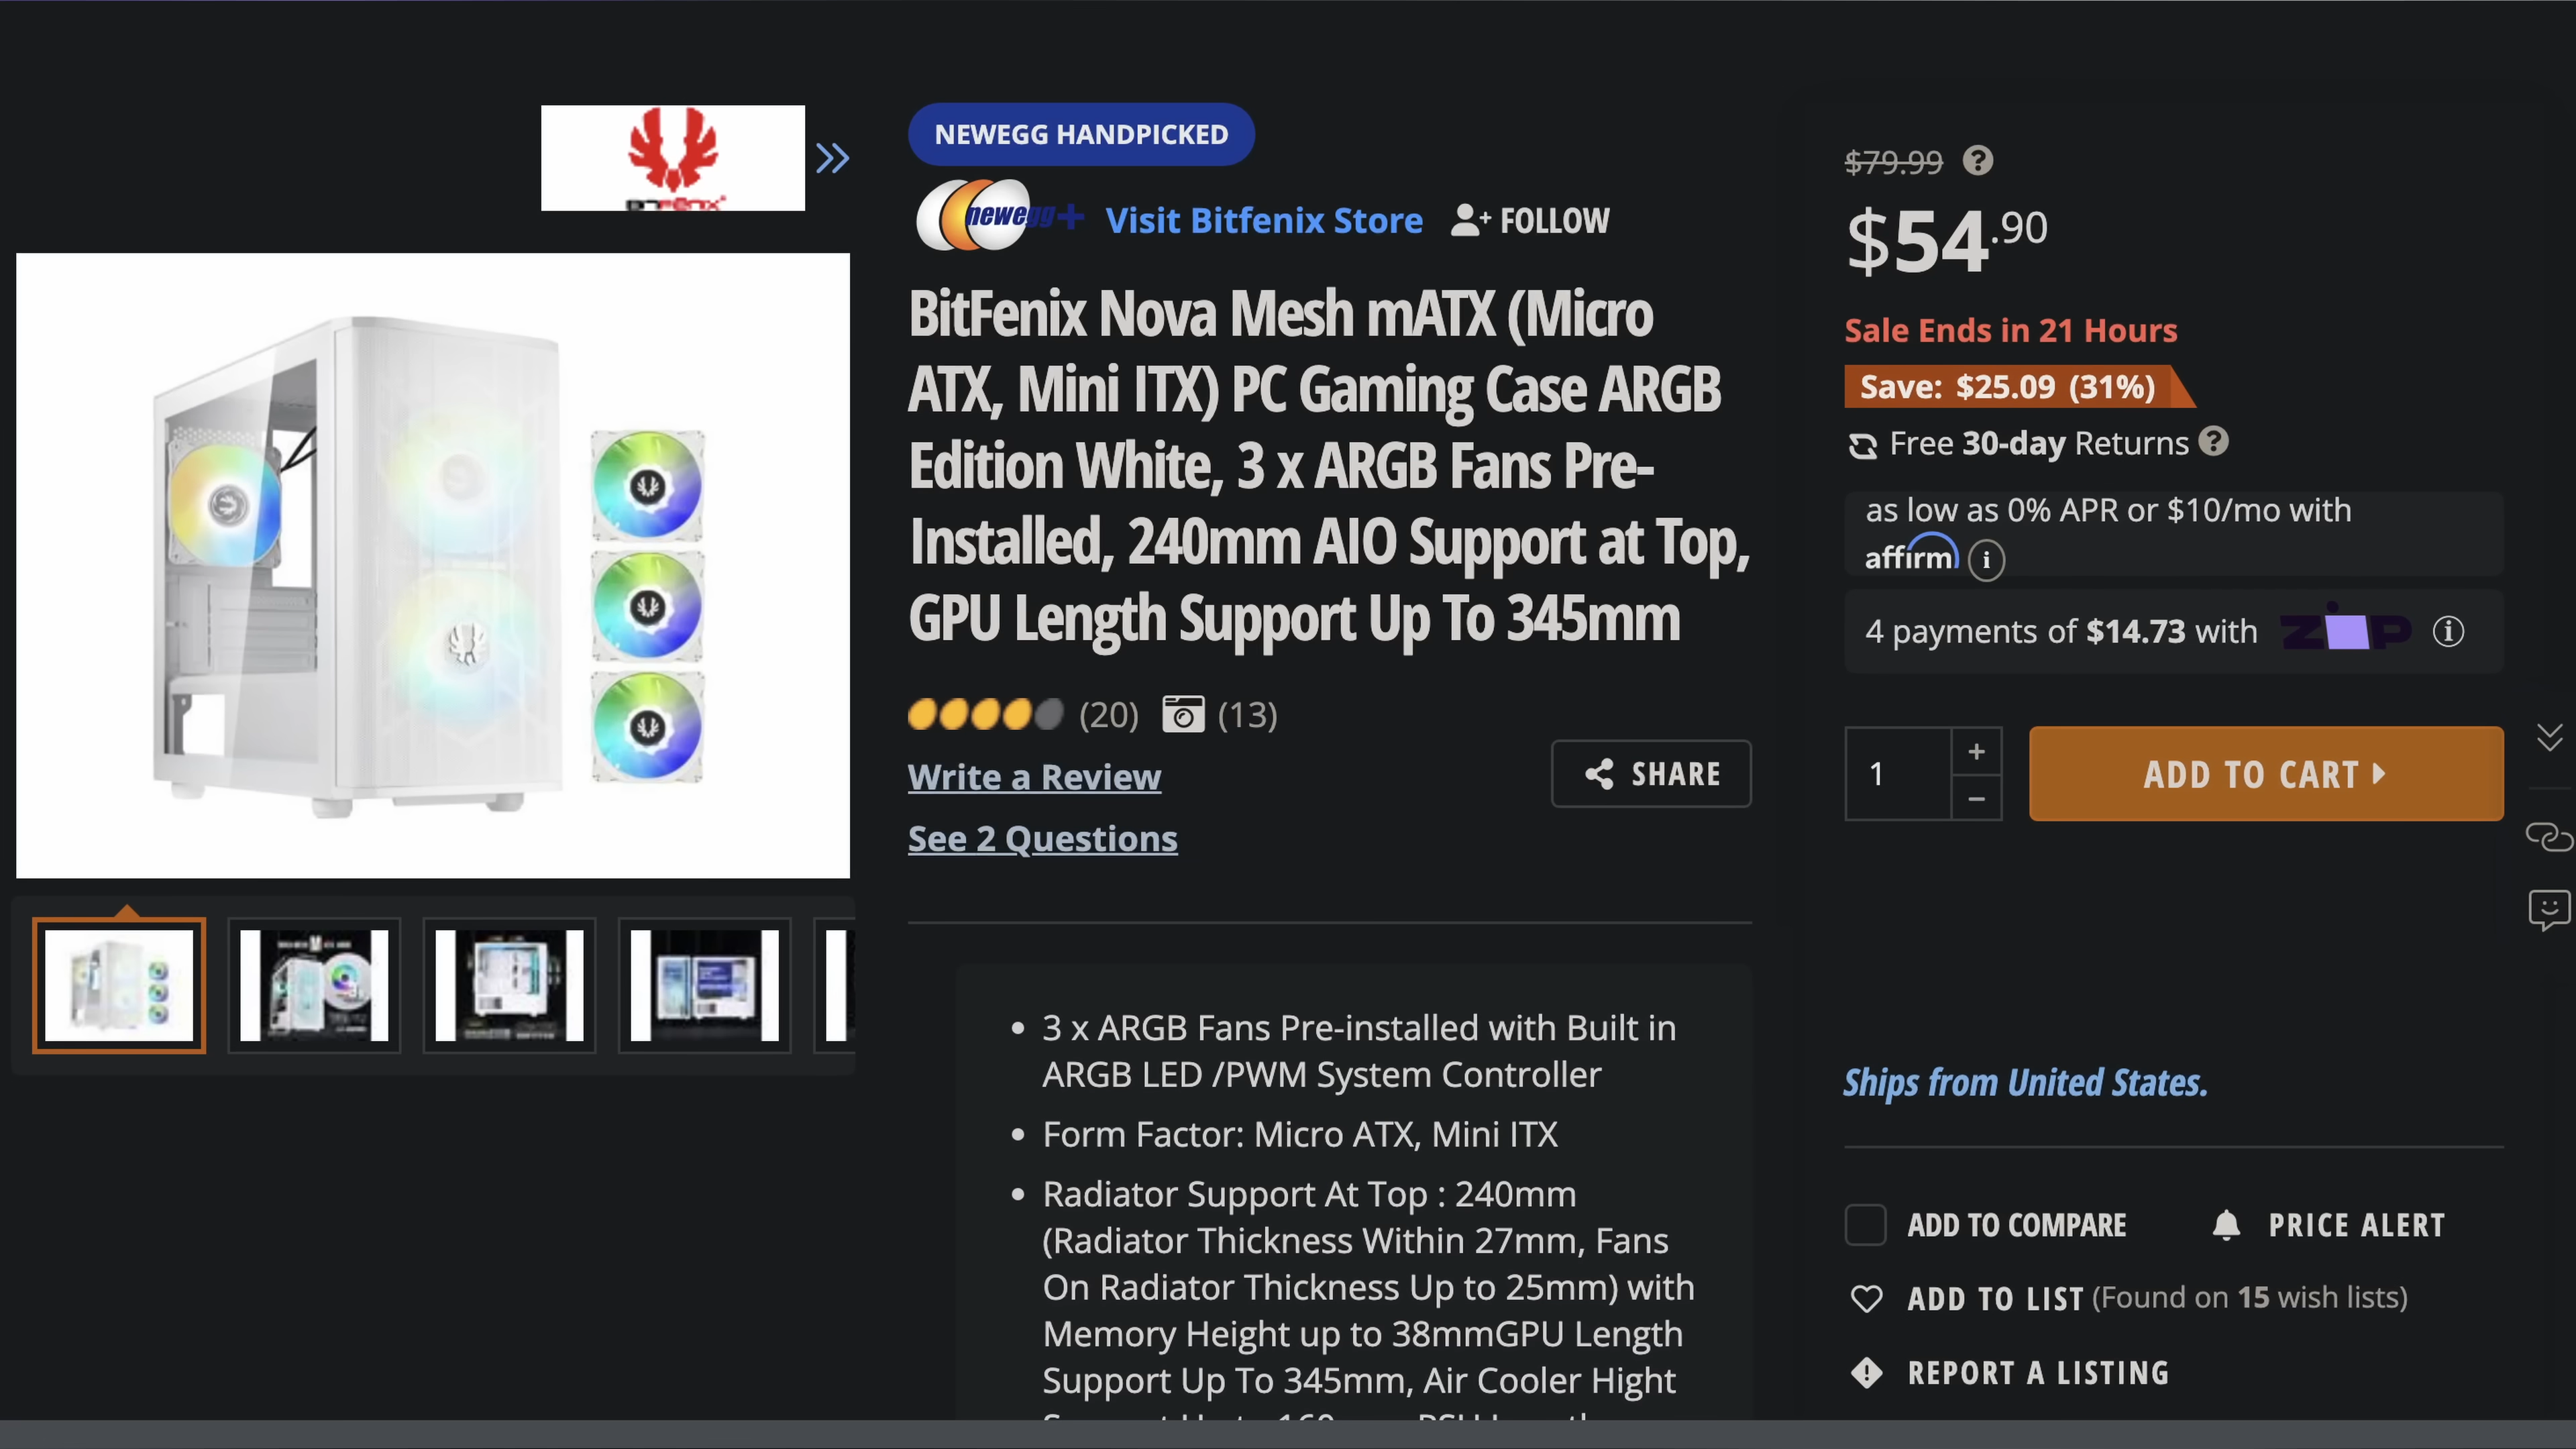 NEWEGG HANDPICKED
newegg+
Visit Bitfenix Store
FOLLOW
BitFenix Nova Mesh mATX (Micro
ATX, Mini ITX) PC Gaming Case ARGB
Edition White, 3 x ARGB Fans Pre-
Installed, 240mm AIO Support at Top,
GPU Length Support Up To 345mm
(20)
(13)
Write a Review
SHARE
See 2 Questions
3 x ARGB Fans Pre-installed with Built in
ARGB LED /PWM System Controller
Form Factor: Micro ATX, Mini ITX
Radiator Support At Top : 240mm
(Radiator Thickness Within 27mm, Fans
On Radiator Thickness Up to 25mm) with
Memory Height up to 38mmGPU Length
Support Up To 345mm, Air Cooler Hight
$79.99
$54.90
Sale Ends in 21 Hours
Save: $25.09 (31%)
Free 30-day Returns
as low as 0% APR or $10/mo with
affirm
4 payments of $14.73 with zip
1
ADD TO CART
Ships from United States.
ADD TO COMPARE
PRICE ALERT
ADD TO LIST (Found on 15 wish lists)
REPORT A LISTING